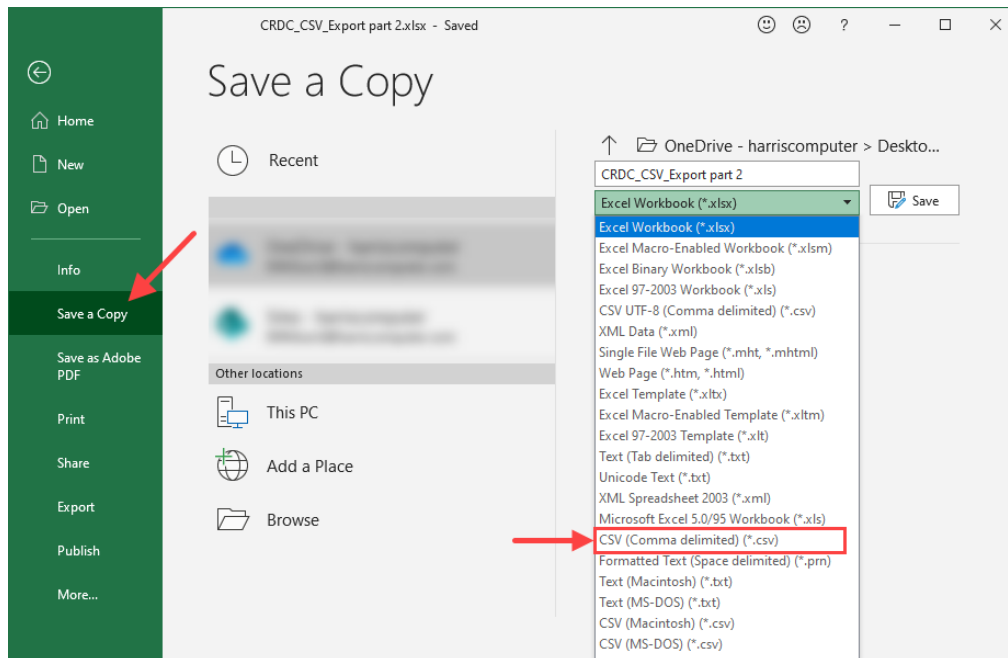 CRDC_CSV_Export part 2.xlsx - Saved
?
Save a Copy
Home
New
Open
Info
Save a Copy
Save as Adobe
PDF
Print
Share
Export
Publish
More...
Recent
Other locations
This PC
Add a Place
Browse
OneDrive - harriscomputer > Deskto...
CRDC_CSV_Export part 2
Excel Workbook (*.xlsx)
Save
Excel Workbook (*.xlsx)
Excel Macro-Enabled Workbook (*.xlsm)
Excel Binary Workbook (*.xlsb)
Excel 97-2003 Workbook (*.xls)
CSV UTF-8 (Comma delimited) (*.csv)
XML Data (*.xml)
Single File Web Page (*.mht, *.mhtml)
Web Page (*.htm, *.html)
Excel Template (*.xltx)
Excel Macro-Enabled Template (*.xltm)
Excel 97-2003 Template (*.xlt)
Text (Tab delimited) (*.txt)
Unicode Text (*.txt)
XML Spreadsheet 2003 (*.xml)
Microsoft Excel 5.0/95 Workbook (*.xls)
CSV (Comma delimited) (*.csv)
Formatted Text (Space delimited) (*.prn)
Text (Macintosh) (*.txt)
Text (MS-DOS) (*.txt)
CSV (Macintosh) (*.csv)
CSV (MS-DOS) (*.csv)